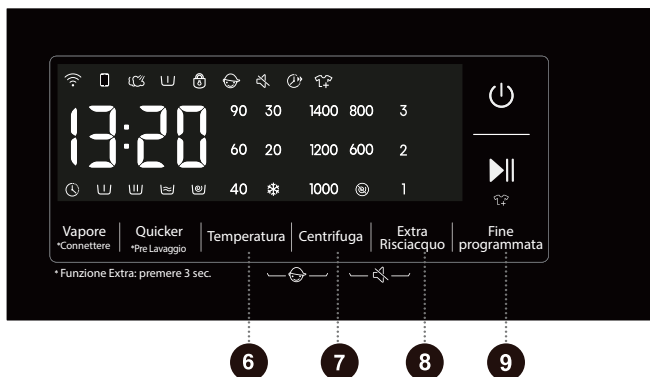 13:20
90 30 1400 800 3
60 20 1200 600 2
40 1000 1
Vapore
*Connettere
Quicker
*Pre Lavaggio
Temperatura
Centrifuga
Extra
Risciacquo
Fine
programmata
* Funzione Extra: premere 3 sec.
6 7 8 9